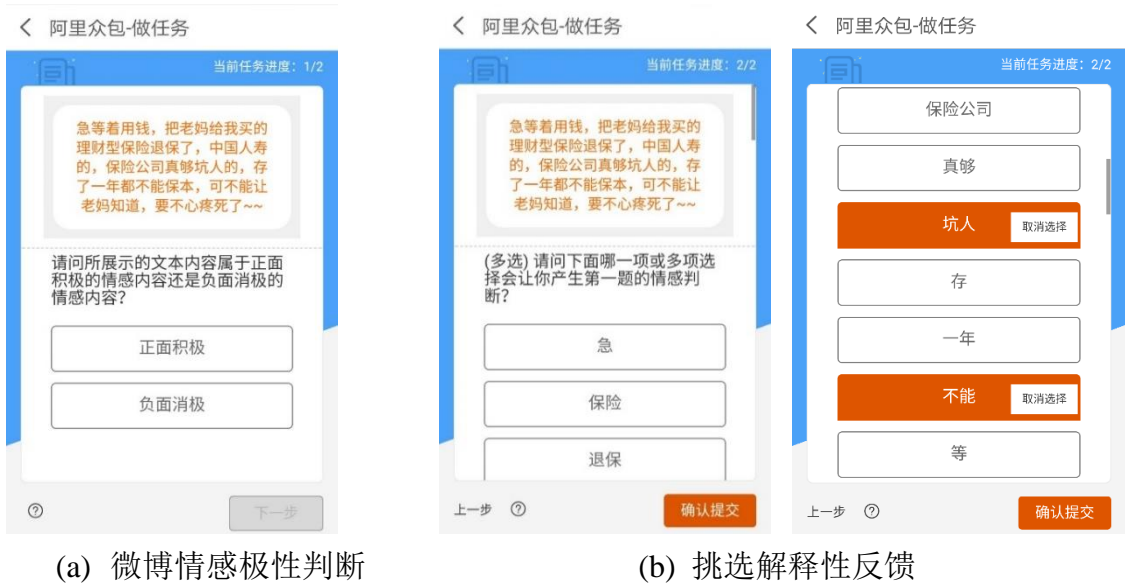 阿里众包-做任务
当前任务进度：1/2
急等着用钱，把老妈给我买的
理财型保险退保了，中国人寿
的，保险公司真够坑人的，存
了一年都不能保本，可不能让
老妈知道，要不心疼死了~~
请问所展示的文本内容属于正面
积极的情感内容还是负面消极的
情感内容？
正面积极
负面消极
下一步
阿里众包-做任务
当前任务进度：2/2
急等着用钱，把老妈给我买的
理财型保险退保了，中国人寿
的，保险公司真够坑人的，存
了一年都不能保本，可不能让
老妈知道，要不心疼死了~~
(多选) 请问下面哪一项或多项选
择会让你产生第一题的情感判
断？
急
保险
退保
上一步
确认提交
阿里众包-做任务
当前任务进度：2/2
保险公司
真够
坑人 取消选择
存
一年
不能 取消选择
等
上一步
确认提交
(a) 微博情感极性判断
(b) 挑选解释性反馈